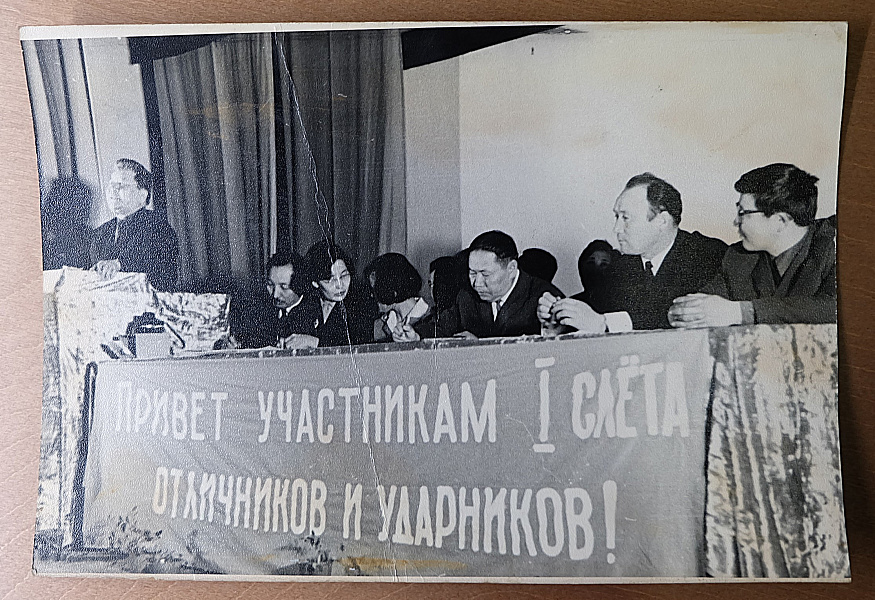 ПРИВЕТ УЧАСТНИКАМ I СЛЁТА
ОТЛИЧНИКОВ И УДАРНИКОВ!